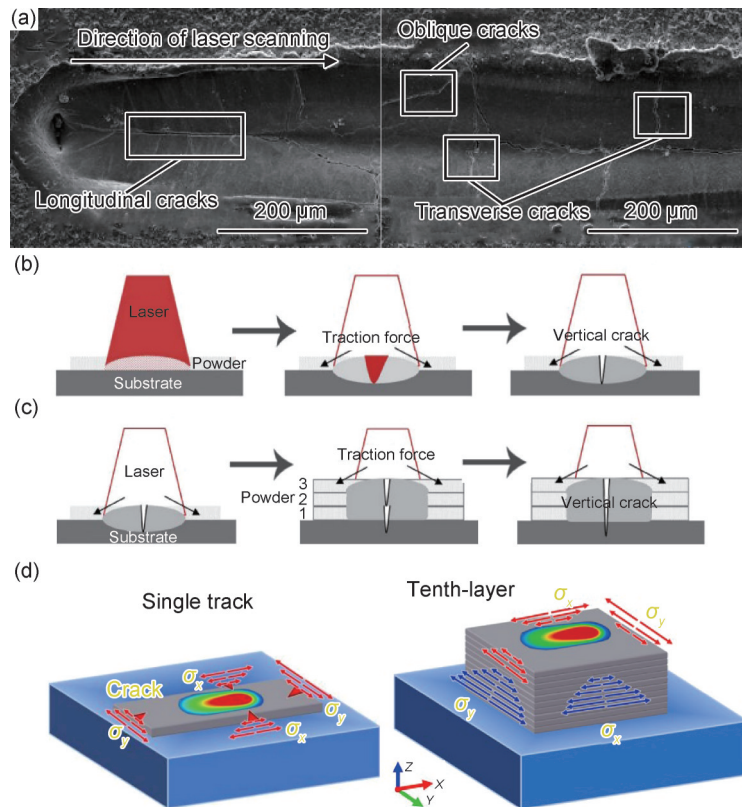 (a)
Direction of laser scanning
Oblique cracks
Longitudinal cracks
Transverse cracks
200 μm
200 μm
(b)
Laser
Powder
Substrate
Traction force
Vertical crack
(c)
Laser
Substrate
Traction force
Powder
3
2
1
Vertical crack
(d)
Single track
Tenth-layer
Crack
σx
σy
σy
σx
σx
σy
σy
σx
Z
X
Y